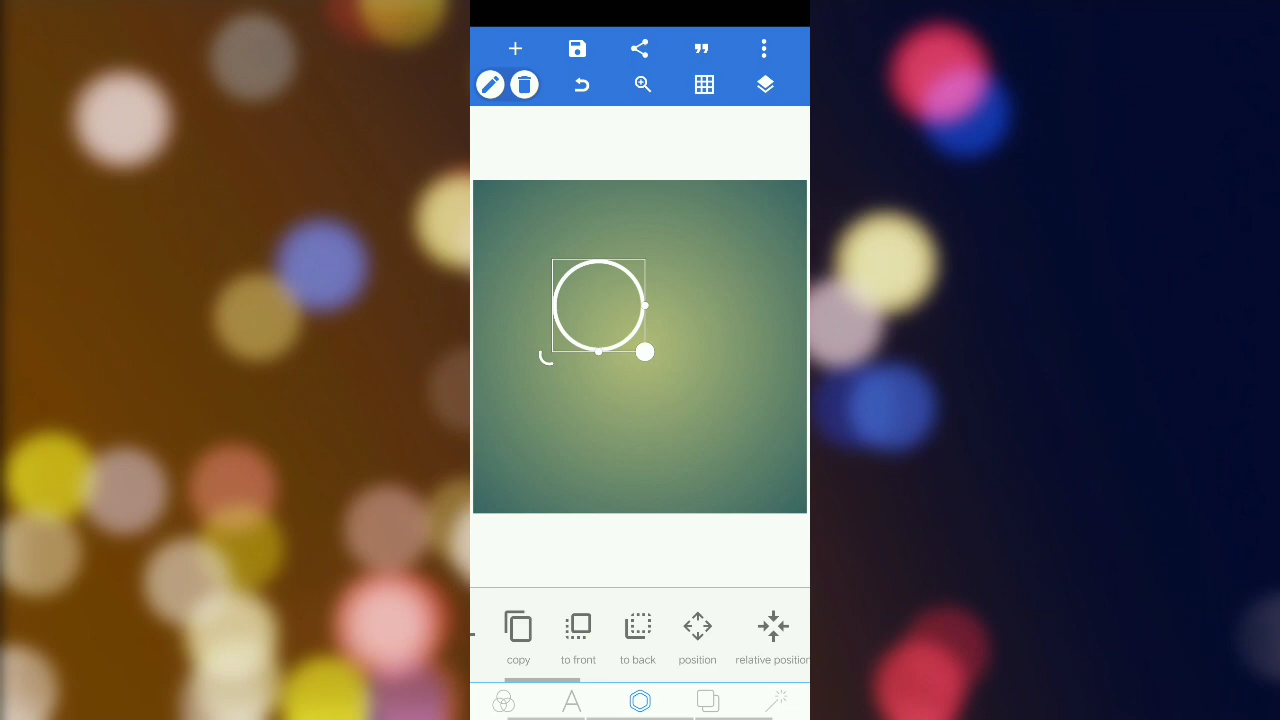 copy
to front
to back
position
relative position